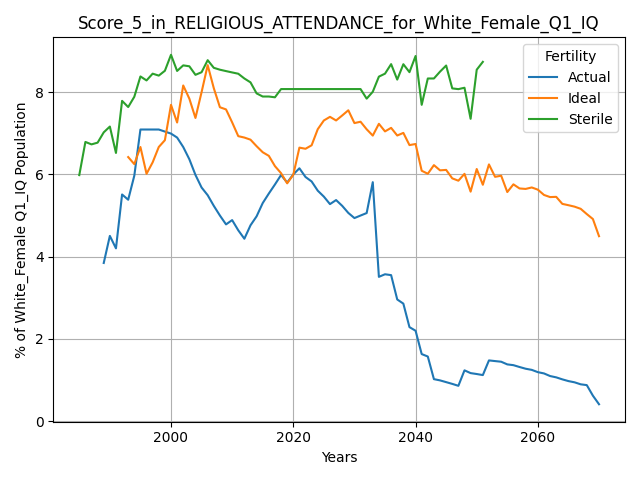 Score_5_in_RELIGIOUS_ATTENDANCE_for_White_Female_Q1_IQ
% of White_Female Q1_IQ Population
8
6
4
2
0
2000
2020
2040
2060
Years
Fertility
Actual
Ideal
Sterile